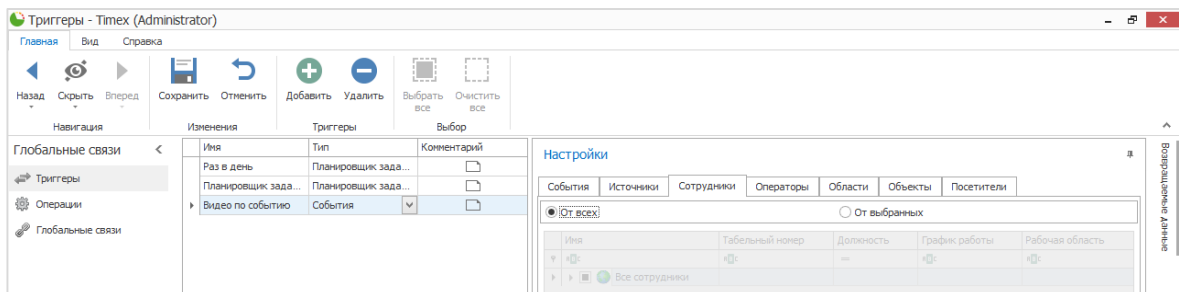 Триггеры - Timex (Administrator)
Главная Вид Справка
Назад Скрыть Вперед Сохранить Отменить Добавить Удалить Выбрать все Очистить все
Навигация Изменения Триггеры Выбор
Глобальные связи
Триггеры
Операции
Глобальные связи
Имя Тип Комментарий
Раз в день Планировщик зада...
Планировщик зада... Планировщик зада...
Видео по событию События
Настройки
События Источники Сотрудники Операторы Области Объекты Посетители
От всех От выбранных
Имя Табельный номер Должность График работы Рабочая область
Все сотрудники
Возвращаемые данные